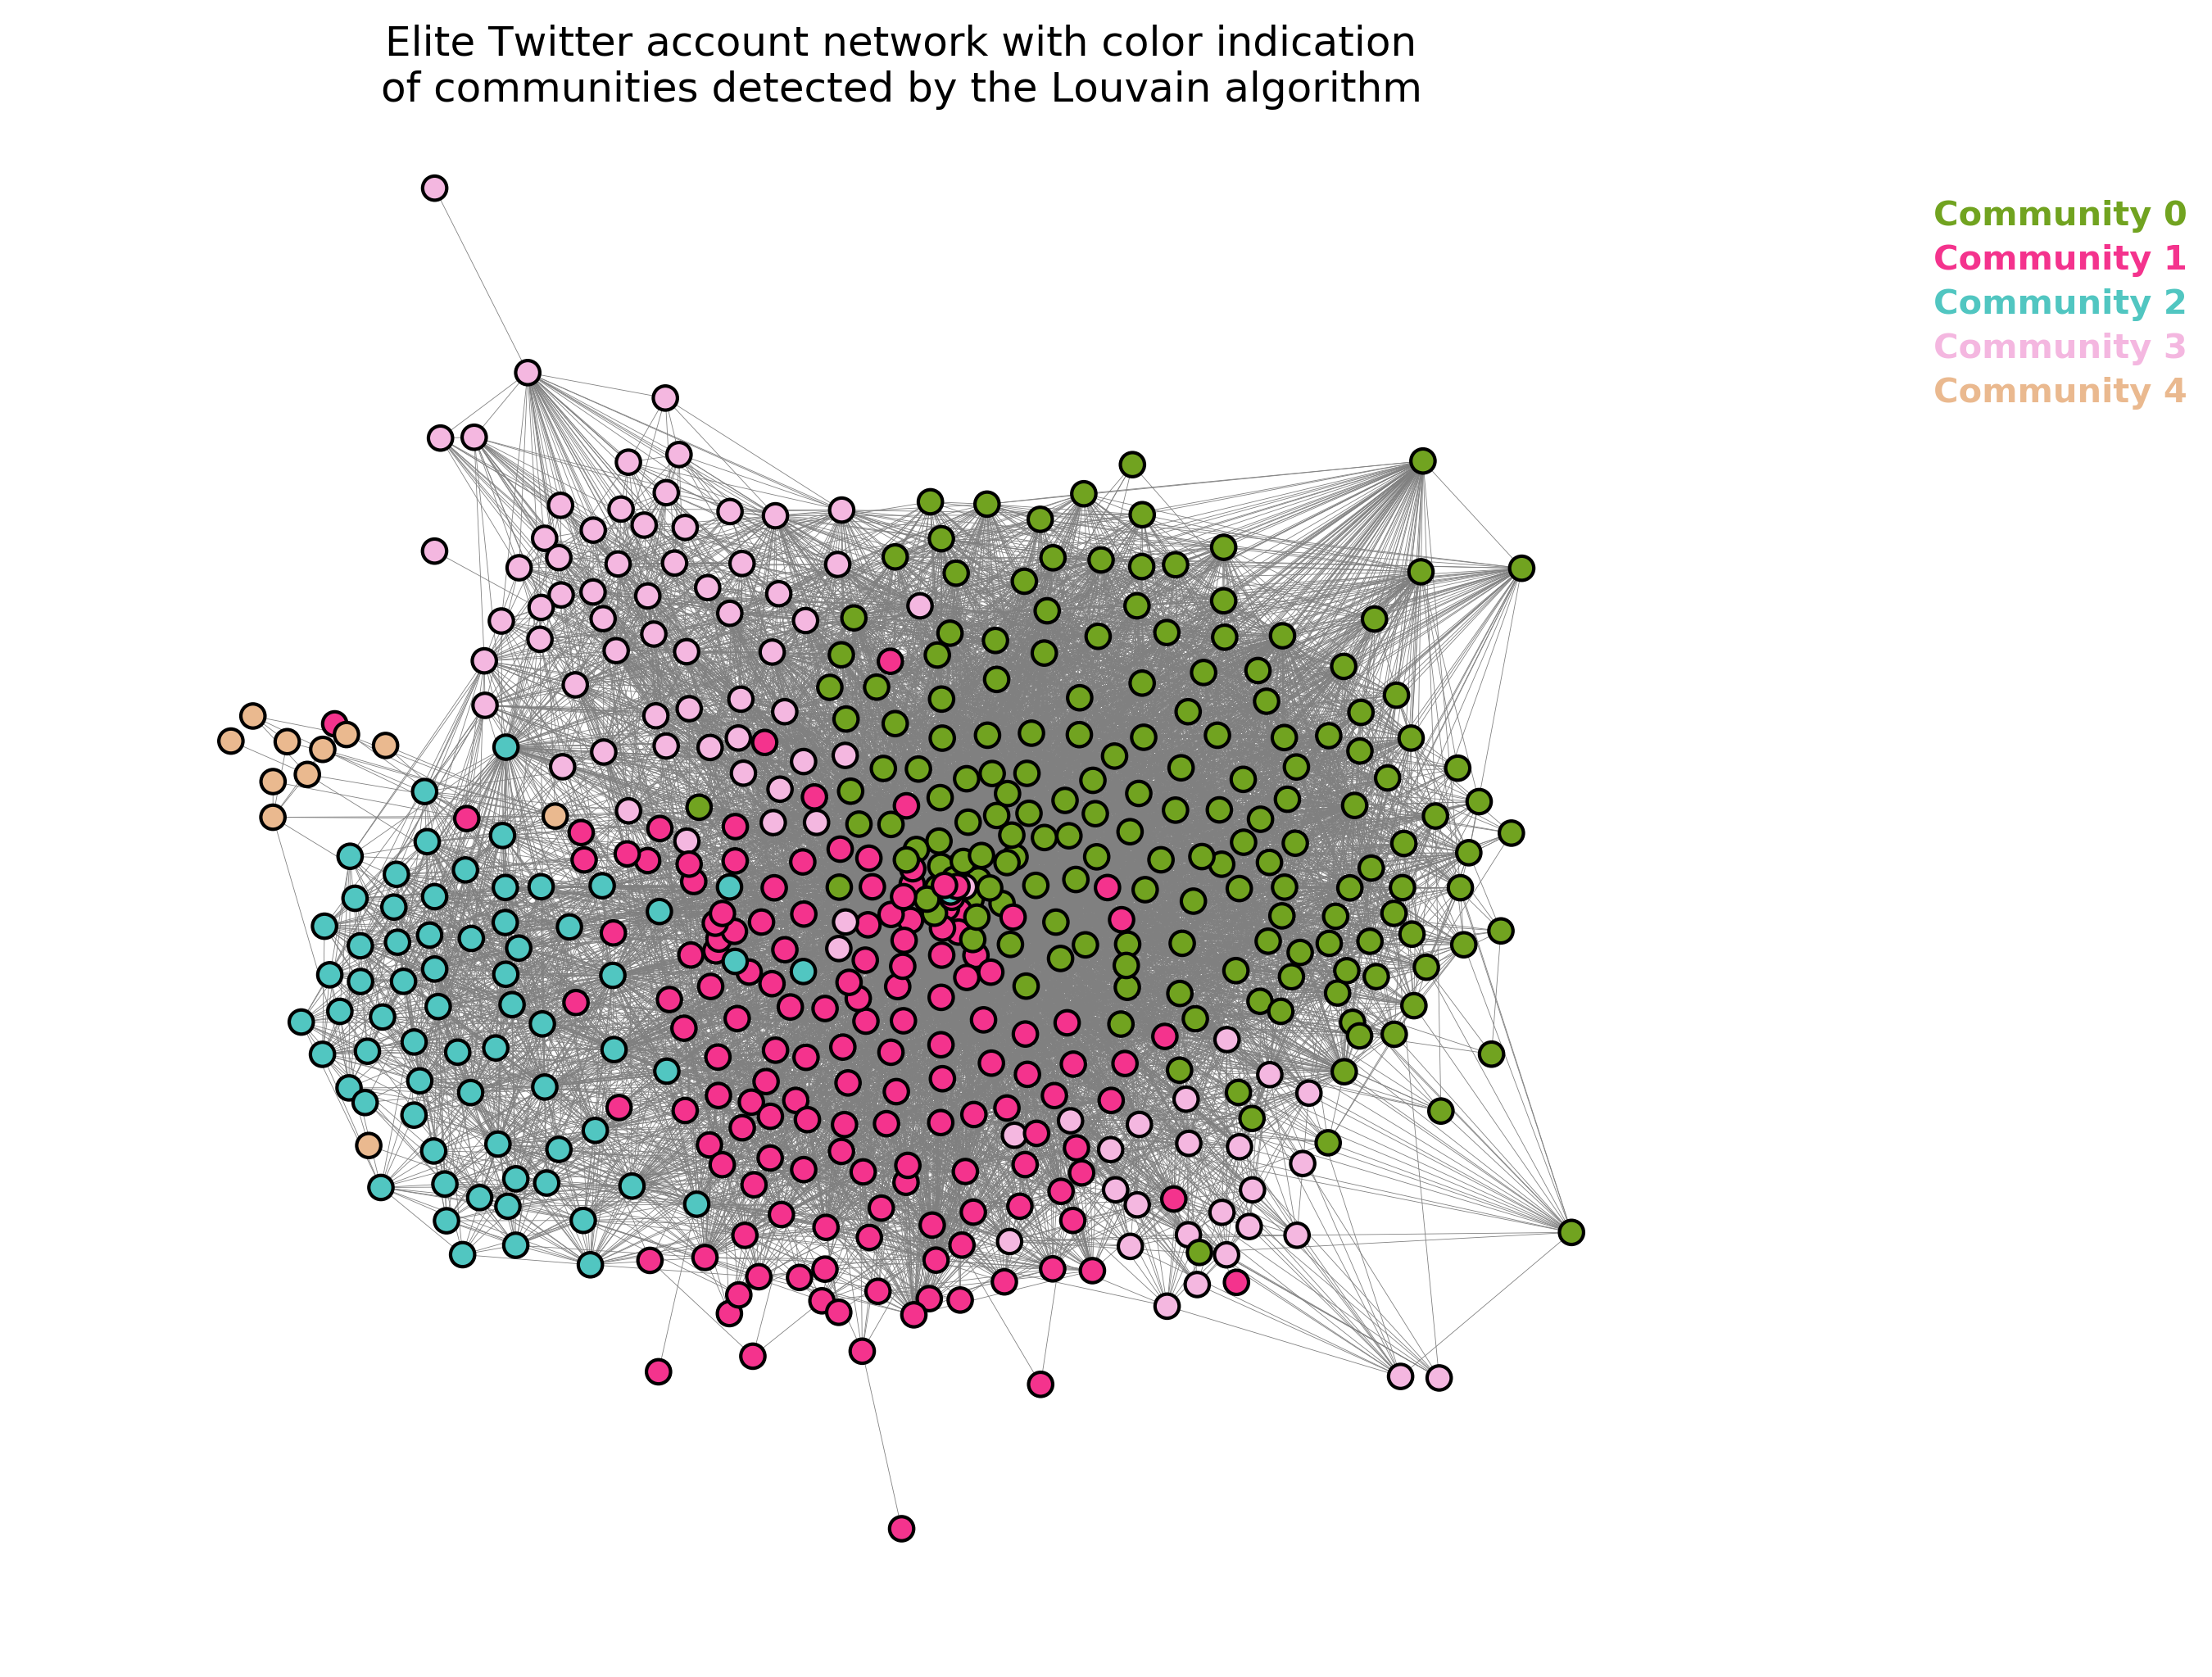 Elite Twitter account network with color indication
of communities detected by the Louvain algorithm
Community 0
Community 1
Community 2
Community 3
Community 4